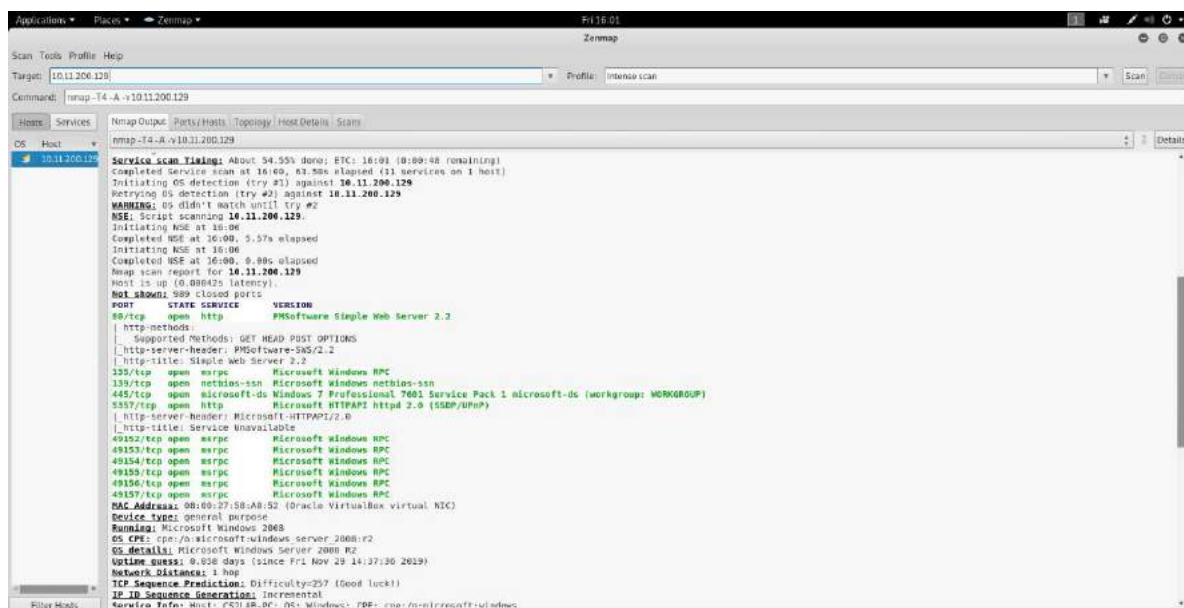 Applications ▾ Places ▾ Zenmap ▾ Fri 16:01 1
Zenmap
Scan Tools Profile Help
Target: 10.11.200.129 Profile: Intense scan Scan
Command: nmap -T4 -A -v 10.11.200.129
Hosts Services Nmap Output Ports / Hosts Topology Host Details Scans
OS Host nmap -T4 -A -v 10.11.200.129 Details
10.11.200.129
Service scan Timing: About 54.55% done; ETC: 16:01 (0:00:48 remaining)
Completed Service scan at 16:00, 63.50s elapsed (11 services on 1 host)
Initiating OS detection (try #1) against 10.11.200.129
Retrying OS detection (try #2) against 10.11.200.129
WARNING: OS didn't match until try #2
NSE: Script scanning 10.11.200.129.
Initiating NSE at 16:00
Completed NSE at 16:00, 5.57s elapsed
Initiating NSE at 16:00
Completed NSE at 16:00, 0.00s elapsed
Nmap scan report for 10.11.200.129
Host is up (0.00042s latency).
Not shown: 989 closed ports
PORT STATE SERVICE VERSION
80/tcp open http PMSoftware Simple Web Server 2.2
| http-methods:
|_ Supported Methods: GET HEAD POST OPTIONS
|_http-server-header: PMSoftware-SWS/2.2
|_http-title: Simple Web Server 2.2
135/tcp open msrpc Microsoft Windows RPC
139/tcp open netbios-ssn Microsoft Windows netbios-ssn
445/tcp open microsoft-ds Windows 7 Professional 7601 Service Pack 1 microsoft-ds (workgroup: WORKGROUP)
5357/tcp open http Microsoft HTTPAPI httpd 2.0 (SSDP/UPnP)
|_http-server-header: Microsoft-HTTPAPI/2.0
|_http-title: Service Unavailable
49152/tcp open msrpc Microsoft Windows RPC
49153/tcp open msrpc Microsoft Windows RPC
49154/tcp open msrpc Microsoft Windows RPC
49155/tcp open msrpc Microsoft Windows RPC
49156/tcp open msrpc Microsoft Windows RPC
49157/tcp open msrpc Microsoft Windows RPC
MAC Address: 08:00:27:58:A8:52 (Oracle VirtualBox virtual NIC)
Device type: general purpose
Running: Microsoft Windows 2008
OS CPE: cpe:/o:microsoft:windows_server_2008:r2
OS details: Microsoft Windows Server 2008 R2
Uptime guess: 0.058 days (since Fri Nov 29 14:37:36 2019)
Network Distance: 1 hop
TCP Sequence Prediction: Difficulty=257 (Good luck!)
IP ID Sequence Generation: Incremental
Filter Hosts Service Info: Host: CS2LAB-PC; OS: Windows; CPE: cpe:/o:microsoft:windows